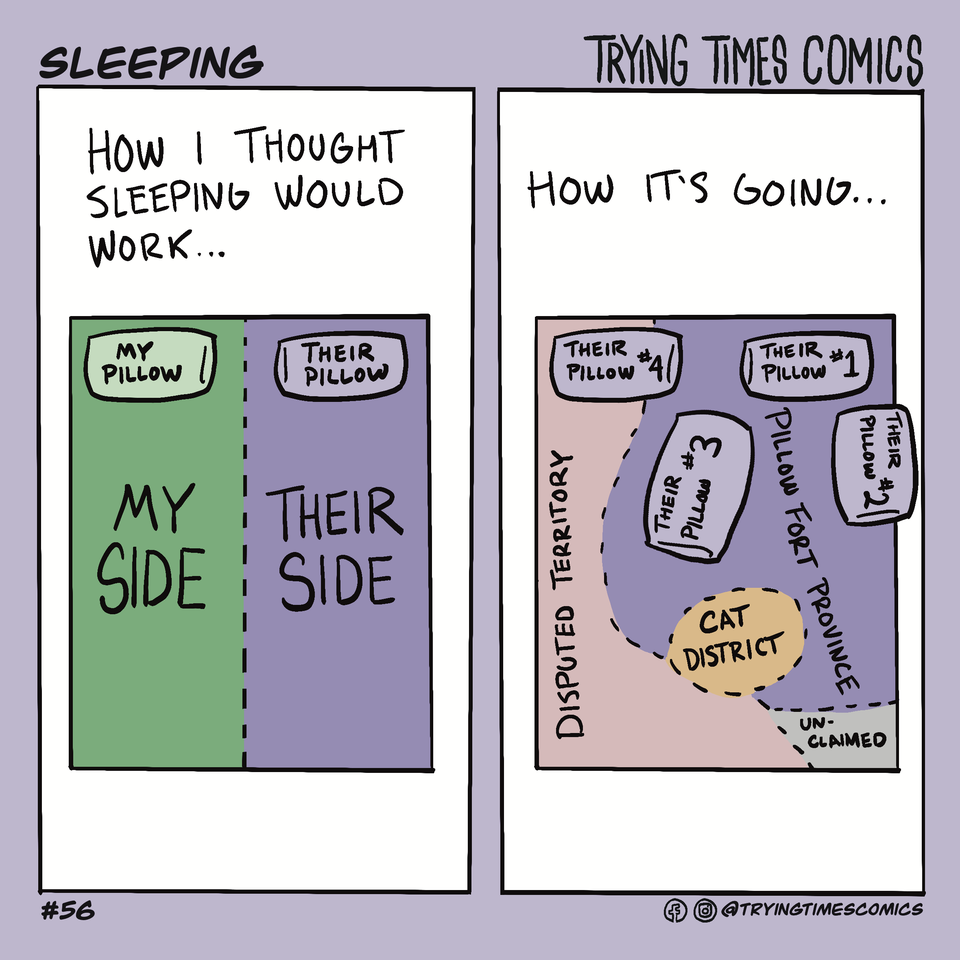 SLEEPING
TRYING TIMES COMICS
HOW I THOUGHT
SLEEPING WOULD
WORK...
MY
PILLOW
THEIR
PILLOW
MY
SIDE
THEIR
SIDE
HOW IT'S GOING...
THEIR
PILLOW #4
THEIR
PILLOW #1
THEIR
PILLOW #2
THEIR
PILLOW #3
PILLOW FORT PROVINCE
DISPUTED TERRITORY
CAT
DISTRICT
UN-
CLAIMED
#56
@TRYINGTIMESCOMICS